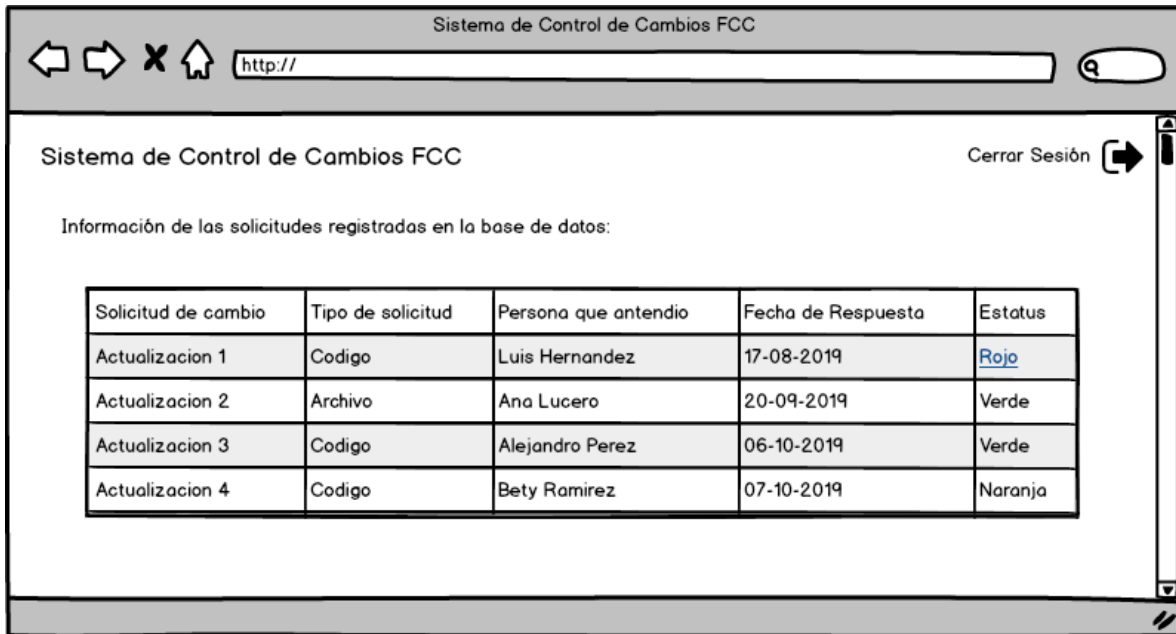 Sistema de Control de Cambios FCC
http://
Sistema de Control de Cambios FCC
Cerrar Sesión
Información de las solicitudes registradas en la base de datos:
Solicitud de cambio Tipo de solicitud Persona que antendio Fecha de Respuesta Estatus
Actualizacion 1 Codigo Luis Hernandez 17-08-2019 Rojo
Actualizacion 2 Archivo Ana Lucero 20-09-2019 Verde
Actualizacion 3 Codigo Alejandro Perez 06-10-2019 Verde
Actualizacion 4 Codigo Bety Ramirez 07-10-2019 Naranja